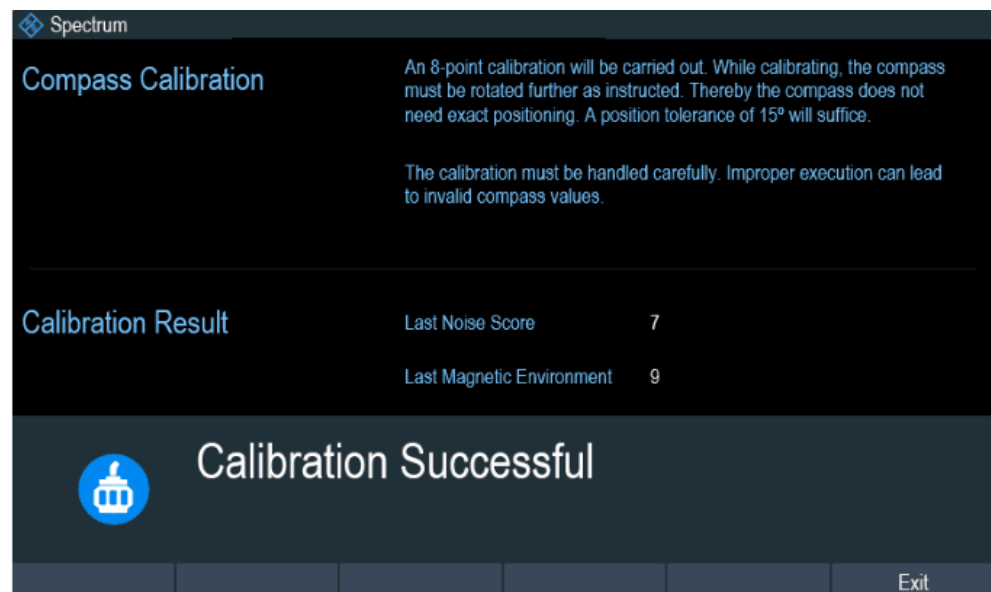 Spectrum
Compass Calibration
An 8-point calibration will be carried out. While calibrating, the compass
must be rotated further as instructed. Thereby the compass does not
need exact positioning. A position tolerance of 15º will suffice.
The calibration must be handled carefully. Improper execution can lead
to invalid compass values.
Calibration Result
Last Noise Score 7
Last Magnetic Environment 9
Calibration Successful
Exit